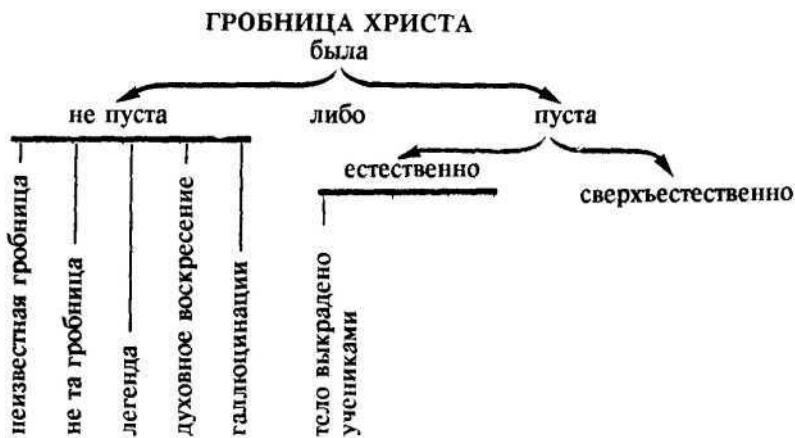 ГРОБНИЦА ХРИСТА
была
не пуста
либо
пуста
естественно
сверхъестественно
неизвестная гробница
не та гробница
легенда
духовное воскресение
галлюцинации
тело выкрадено
учениками